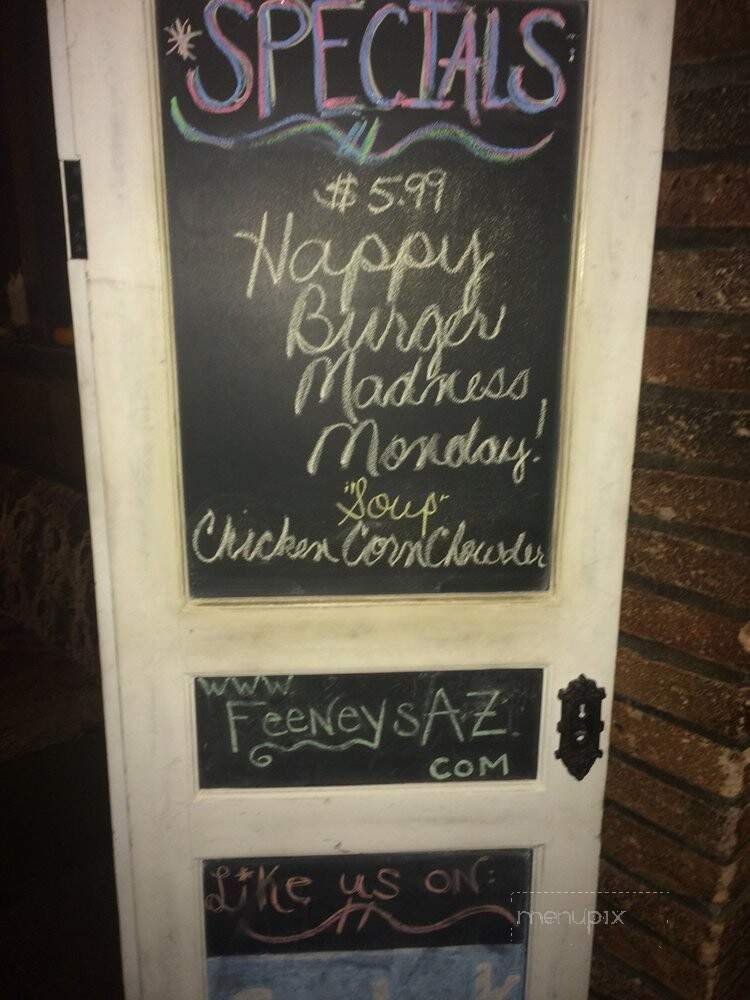 *SPECIALS
$5.99
Happy
Burger
Madness
Monday!
"Soup"
Chicken Corn Chowder
www
FeeNeysAZ.
COM
Like us ON:
menupix